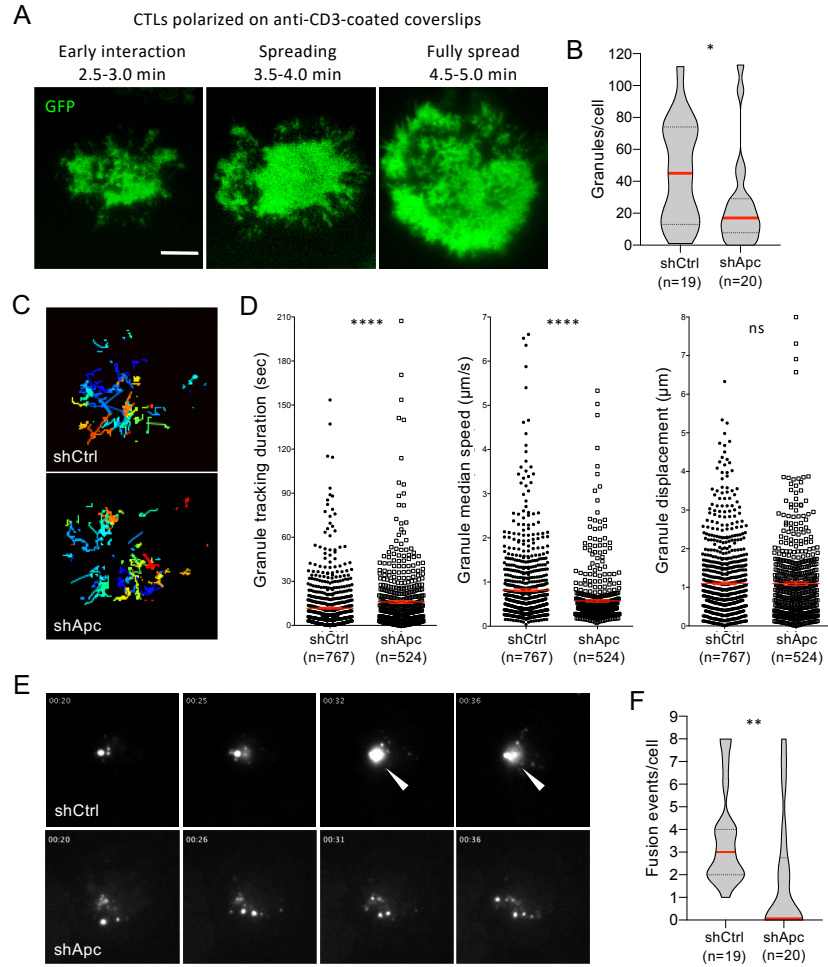 A
CTLs polarized on anti-CD3-coated coverslips
Early interaction
2.5-3.0 min
Spreading
3.5-4.0 min
Fully spread
4.5-5.0 min
GFP
B
*
Granules/cell
120
100
80
60
40
20
0
shCtrl
(n=19)
shApc
(n=20)
C
shCtrl
shApc
D
Granule tracking duration (sec)
210
180
150
120
90
60
30
0
****
shCtrl
(n=767)
shApc
(n=524)
Granule median speed (μm/s)
7
6
5
4
3
2
1
0
****
shCtrl
(n=767)
shApc
(n=524)
Granule displacement (μm)
8
7
6
5
4
3
2
1
0
ns
shCtrl
(n=767)
shApc
(n=524)
E
00:20
00:25
00:32
00:36
shCtrl
00:20
00:26
00:31
00:36
shApc
F
**
Fusion events/cell
9
8
7
6
5
4
3
2
1
0
shCtrl
(n=19)
shApc
(n=20)